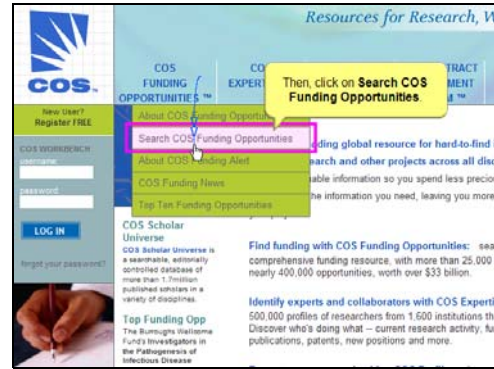 Resources for Research, W
COS
FUNDING
OPPORTUNITIES ™
CO
EXPERT
TRACT
MENT
M ™
COS.
Then, click on Search COS
Funding Opportunities.
New User?
Register FREE
COS WORKBENCH
username:
password:
LOG IN
forgot your password?
About COS Funding Opportun
Search COS Funding Opportunities
About COS Funding Alert
COS Funding News
Top Ten Funding Opportunities
ding global resource for hard-to-find i
earch and other projects across all disc
able information so you spend less precio
he information you need, leaving you more
COS Scholar
Universe
COS Scholar Universe is
a searchable, editorially
controlled database of
more than 1.7million
published scholars in a
variety of disciplines.
Top Funding Opp
The Burroughs Wellcome
Fund's Investigators in
the Pathogenesis of
Infectious Disease
Find funding with COS Funding Opportunities: sea
comprehensive funding resource, with more than 25,000
nearly 400,000 opportunities, worth over $33 billion.
Identify experts and collaborators with COS Experti
500,000 profiles of researchers from 1,600 institutions th
Discover who's doing what -- current research activity, fu
publications, patents, new positions and more.